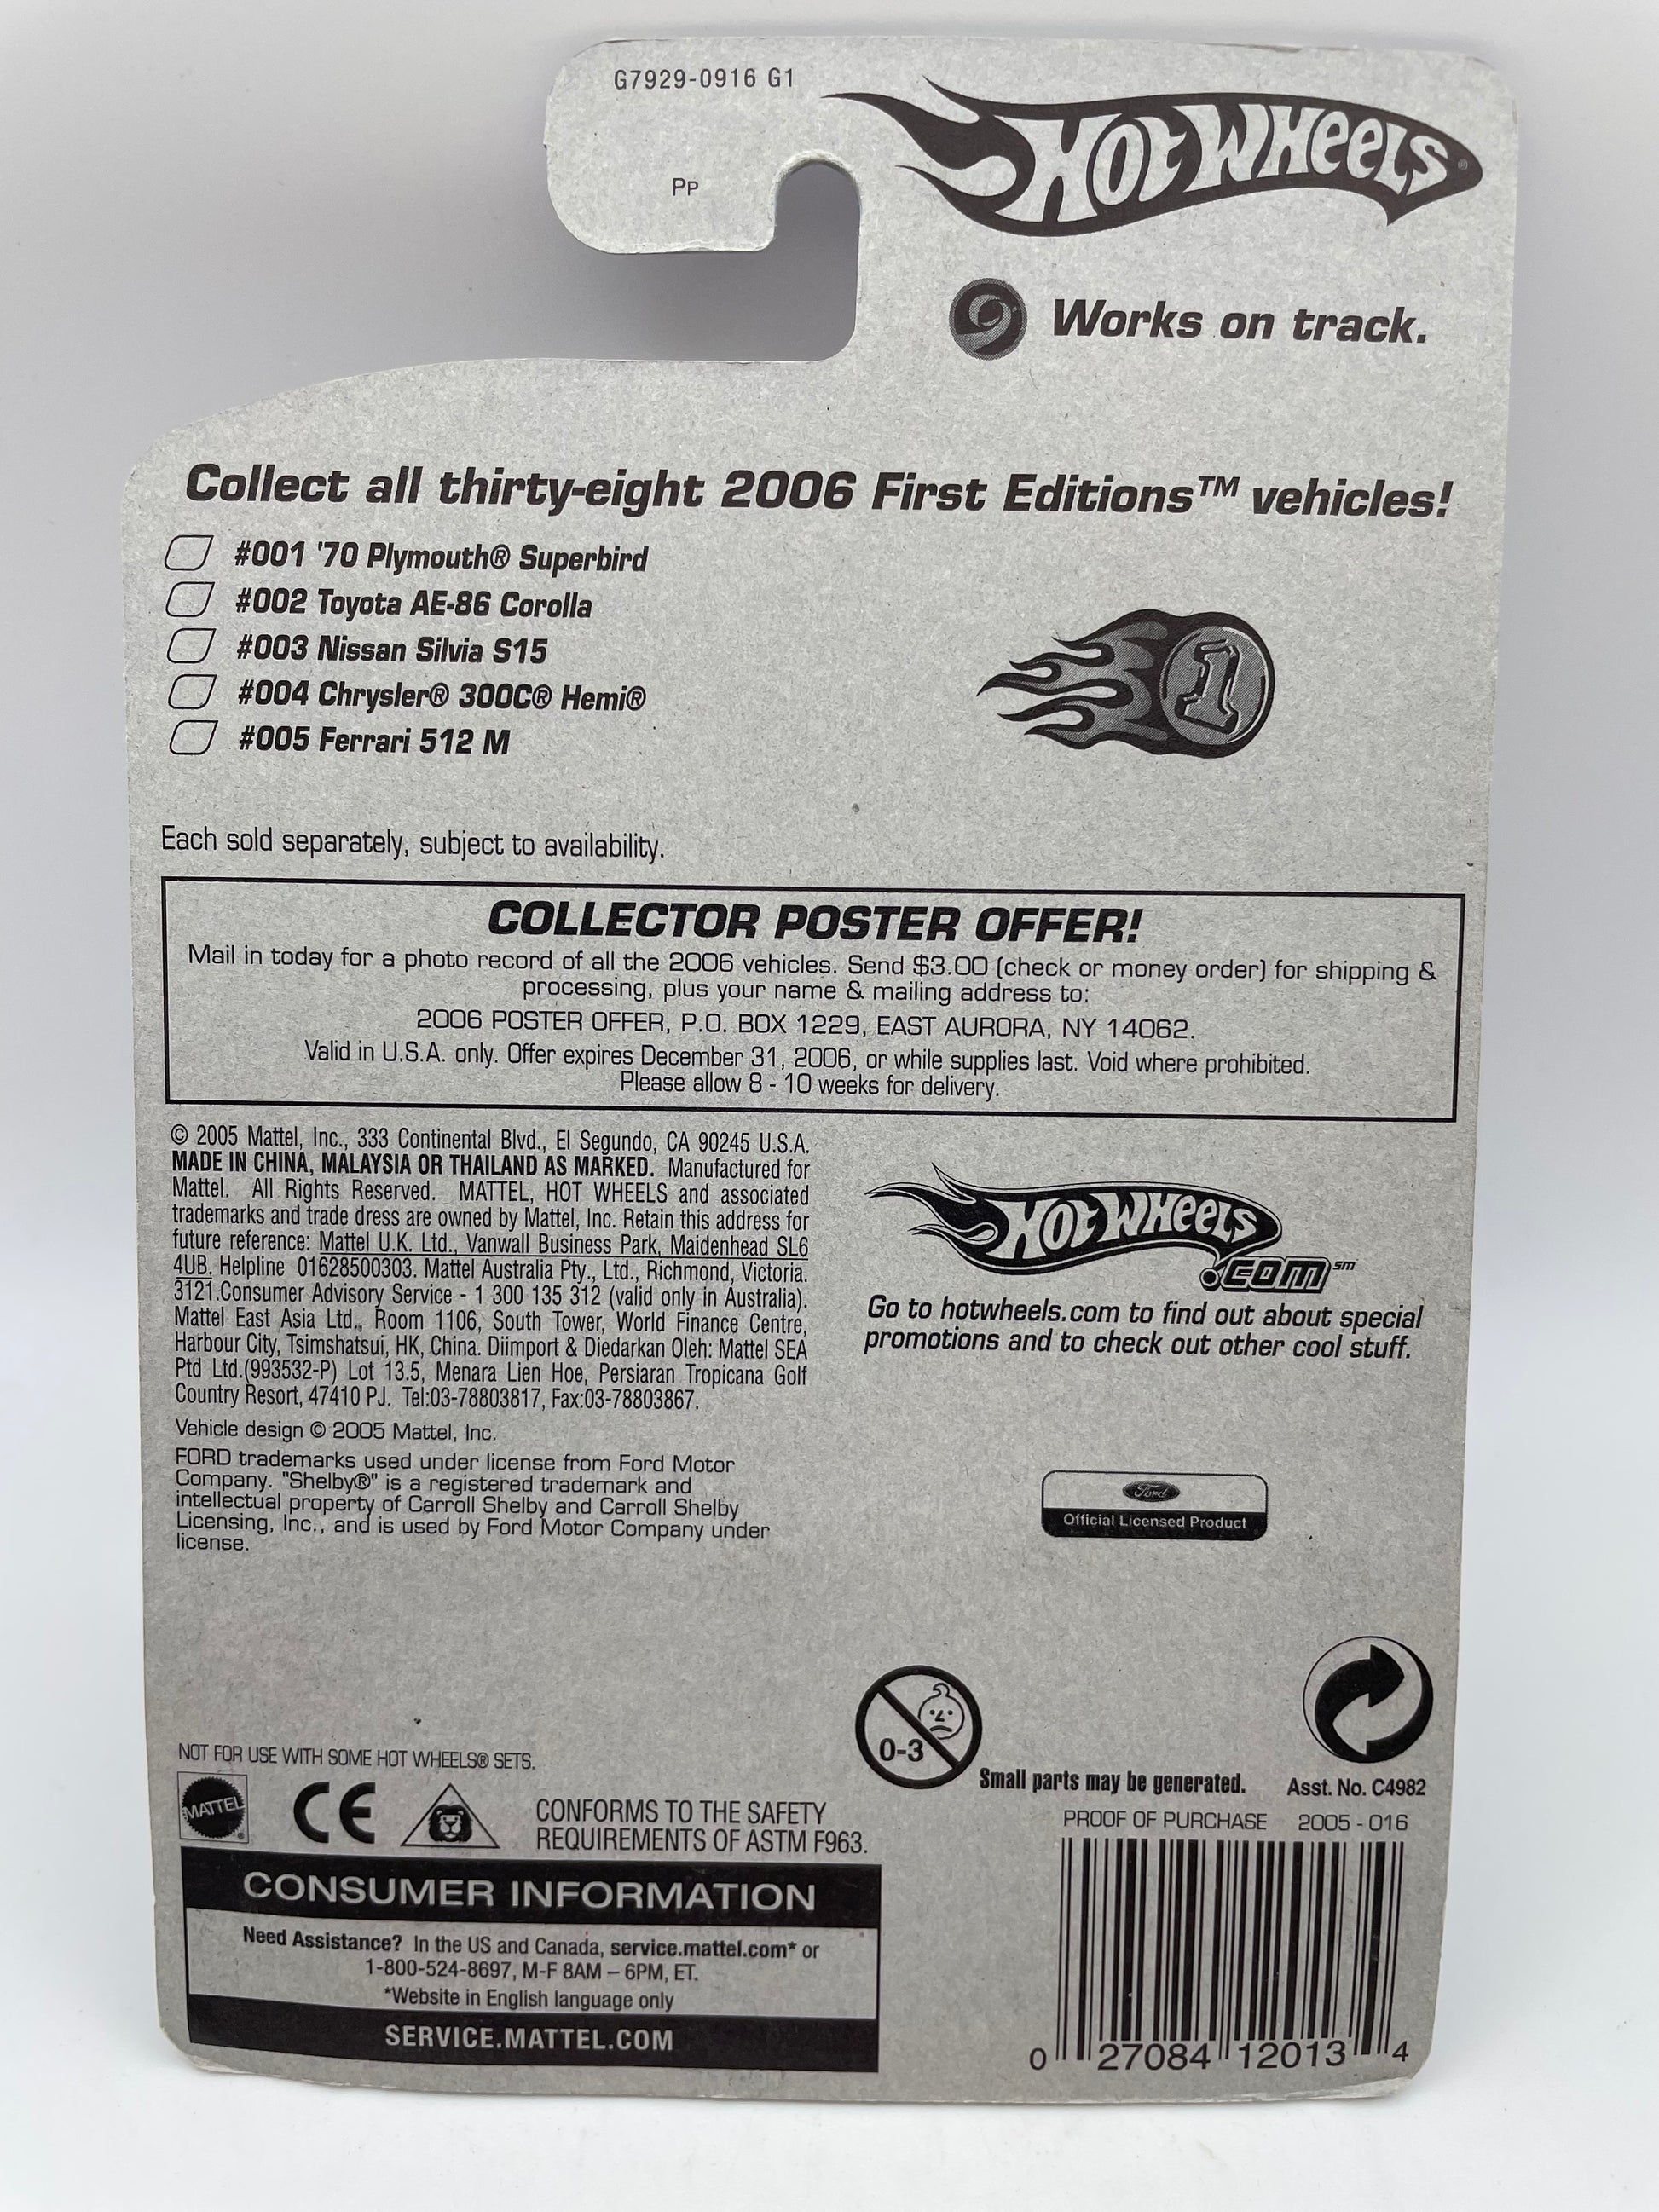 G7929-0916 G1
PP
HOT WHEELS®
Works on track.
Collect all thirty-eight 2006 First Editions™ vehicles!
#001 '70 Plymouth® Superbird
#002 Toyota AE-86 Corolla
#003 Nissan Silvia S15
#004 Chrysler® 300C® Hemi®
#005 Ferrari 512 M
1
Each sold separately, subject to availability.
COLLECTOR POSTER OFFER!
Mail in today for a photo record of all the 2006 vehicles. Send $3.00 (check or money order) for shipping &
processing, plus your name & mailing address to:
2006 POSTER OFFER, P.O. BOX 1229, EAST AURORA, NY 14062.
Valid in U.S.A. only. Offer expires December 31, 2006, or while supplies last. Void where prohibited.
Please allow 8 - 10 weeks for delivery.
© 2005 Mattel, Inc., 333 Continental Blvd., El Segundo, CA 90245 U.S.A.
MADE IN CHINA, MALAYSIA OR THAILAND AS MARKED. Manufactured for
Mattel. All Rights Reserved. MATTEL, HOT WHEELS and associated
trademarks and trade dress are owned by Mattel, Inc. Retain this address for
future reference: Mattel U.K. Ltd., Vanwall Business Park, Maidenhead SL6
4UB. Helpline 01628500303. Mattel Australia Pty., Ltd., Richmond, Victoria.
3121.Consumer Advisory Service - 1 300 135 312 (valid only in Australia).
Mattel East Asia Ltd., Room 1106, South Tower, World Finance Centre,
Harbour City, Tsimshatsui, HK, China. Diimport & Diedarkan Oleh: Mattel SEA
Ptd Ltd.(993532-P) Lot 13.5, Menara Lien Hoe, Persiaran Tropicana Golf
Country Resort, 47410 PJ. Tel:03-78803817, Fax:03-78803867.
Vehicle design © 2005 Mattel, Inc.
FORD trademarks used under license from Ford Motor
Company. "Shelby®" is a registered trademark and
intellectual property of Carroll Shelby and Carroll Shelby
Licensing, Inc., and is used by Ford Motor Company under
license.
HOT WHEELS
.COM℠
Go to hotwheels.com to find out about special
promotions and to check out other cool stuff.
Ford
Official Licensed Product
NOT FOR USE WITH SOME HOT WHEELS® SETS.
MATTEL®
CE
CONFORMS TO THE SAFETY
REQUIREMENTS OF ASTM F963.
0-3
Small parts may be generated.
Asst. No. C4982
PROOF OF PURCHASE 2005 - 016
CONSUMER INFORMATION
Need Assistance? In the US and Canada, service.mattel.com* or
1-800-524-8697, M-F 8AM – 6PM, ET.
*Website in English language only
SERVICE.MATTEL.COM
0 27084 12013 4